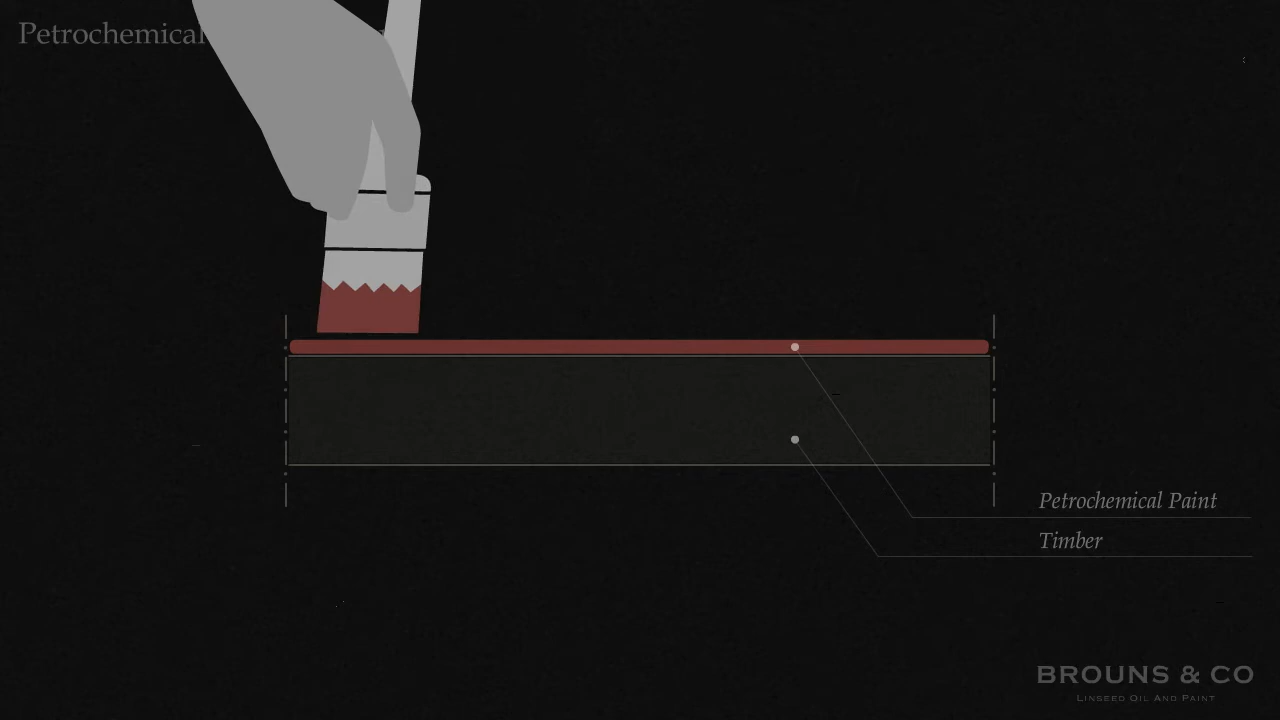 Petrochemical
Petrochemical Paint
Timber
BROUNS & CO
LINSEED OIL AND PAINT